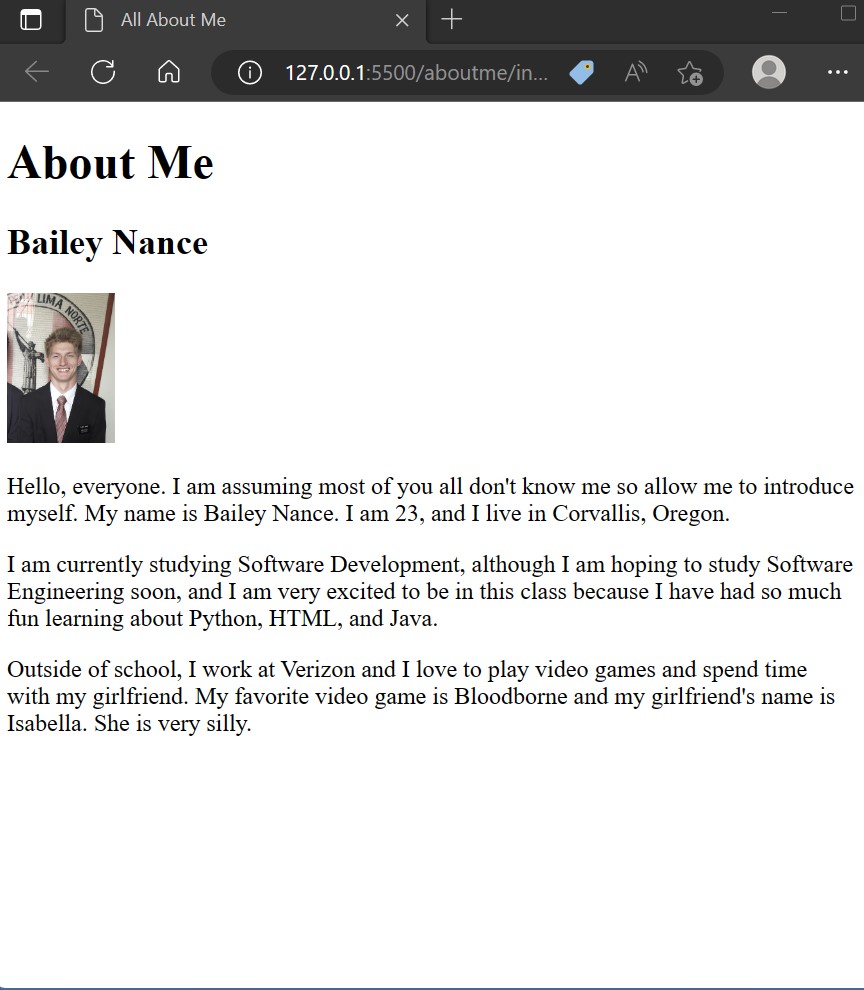 All About Me
127.0.0.1:5500/aboutme/in...
About Me
Bailey Nance
LIMA NORTE
Hello, everyone. I am assuming most of you all don't know me so allow me to introduce
myself. My name is Bailey Nance. I am 23, and I live in Corvallis, Oregon.
I am currently studying Software Development, although I am hoping to study Software
Engineering soon, and I am very excited to be in this class because I have had so much
fun learning about Python, HTML, and Java.
Outside of school, I work at Verizon and I love to play video games and spend time
with my girlfriend. My favorite video game is Bloodborne and my girlfriend's name is
Isabella. She is very silly.